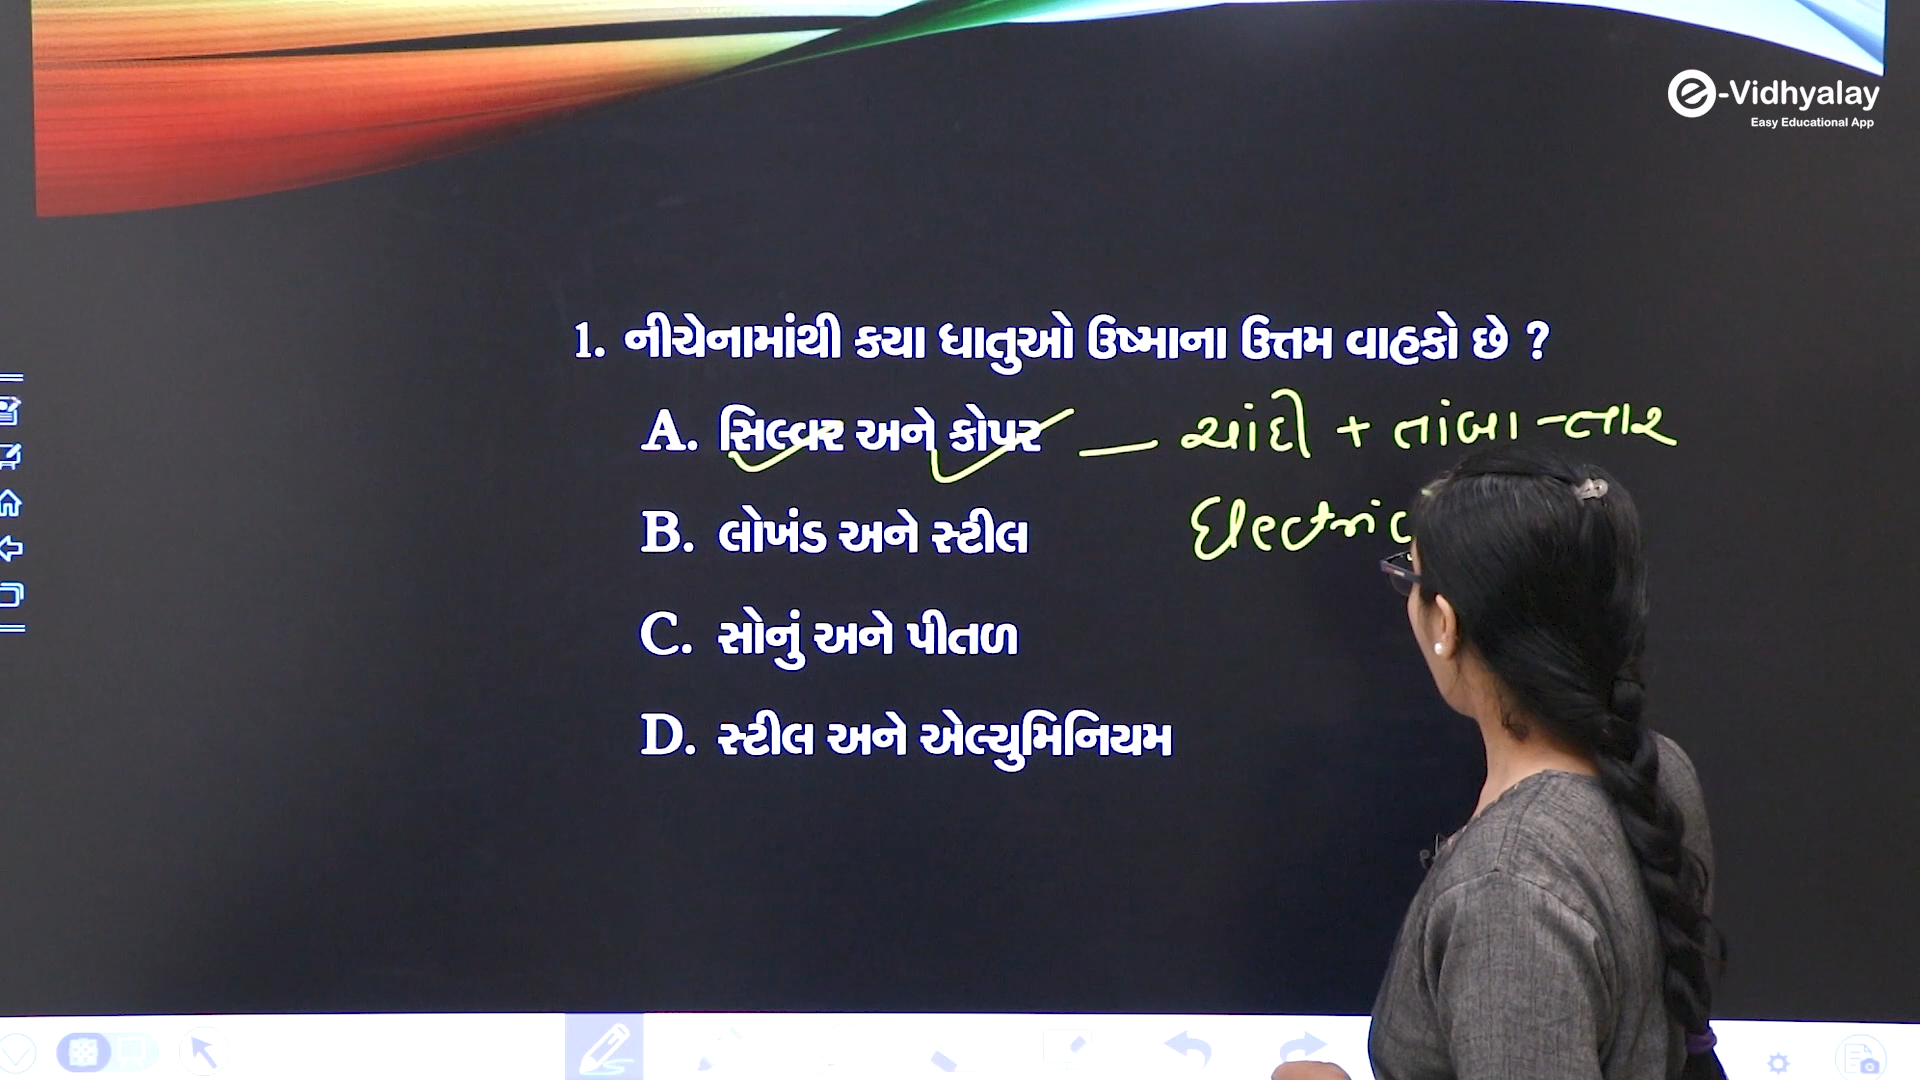 e-Vidhyalay
Easy Educational App
1. નીચેનામાંથી કયા ધાતુઓ ઉષ્માના ઉત્તમ વાહકો છે ?
A. સિલ્વર અને કોપર — ચાંદી + તાંબા - તાર
B. લોખંડ અને સ્ટીલ
C. સોનું અને પીતળ
D. સ્ટીલ અને એલ્યુમિનિયમ